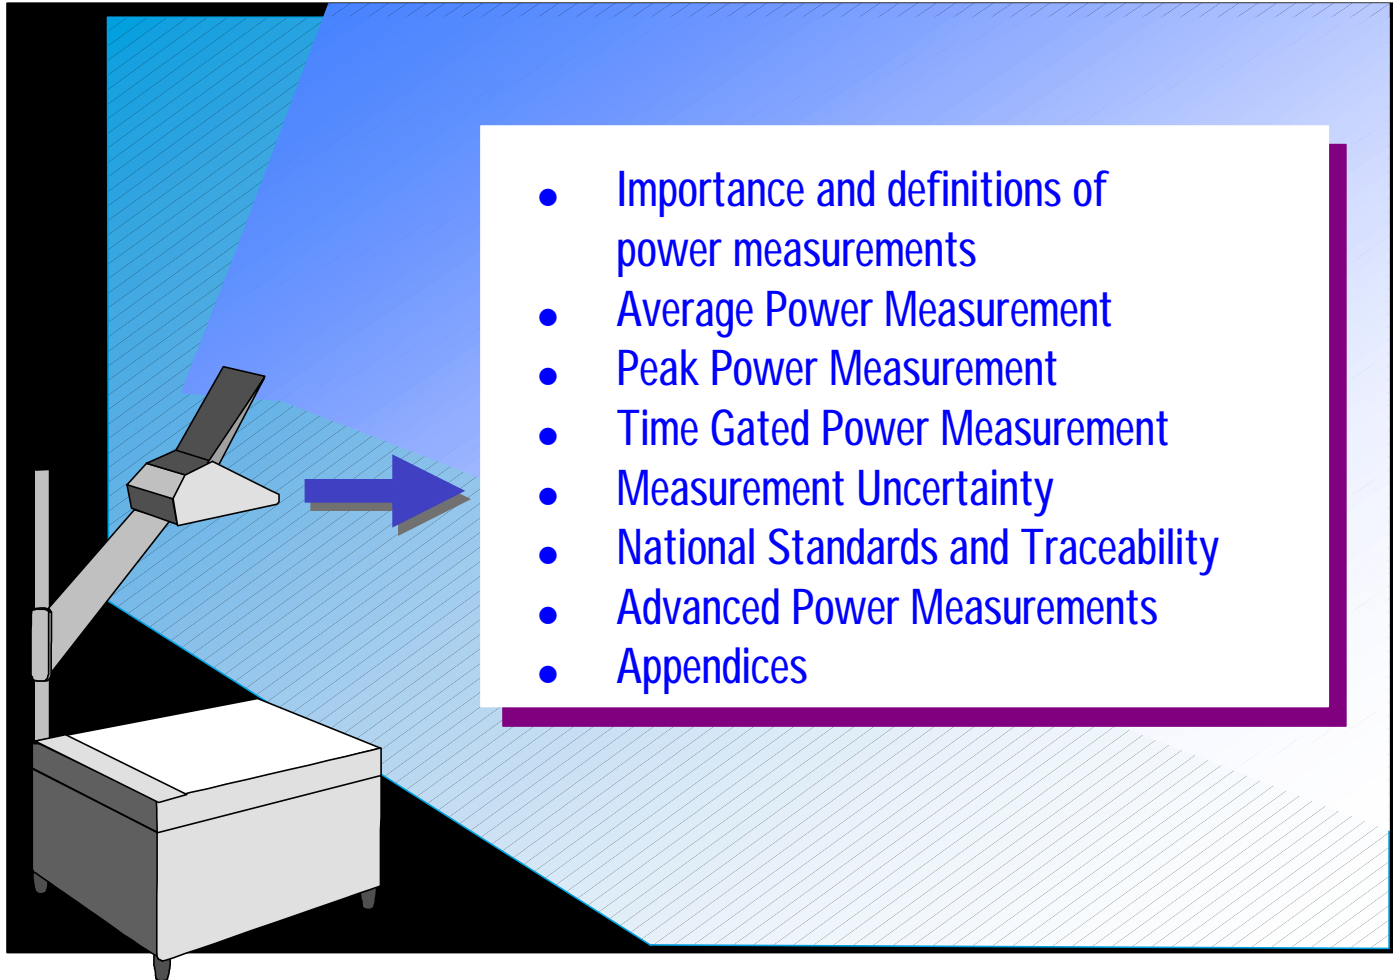 ● Importance and definitions of
power measurements
● Average Power Measurement
● Peak Power Measurement
● Time Gated Power Measurement
● Measurement Uncertainty
● National Standards and Traceability
● Advanced Power Measurements
● Appendices